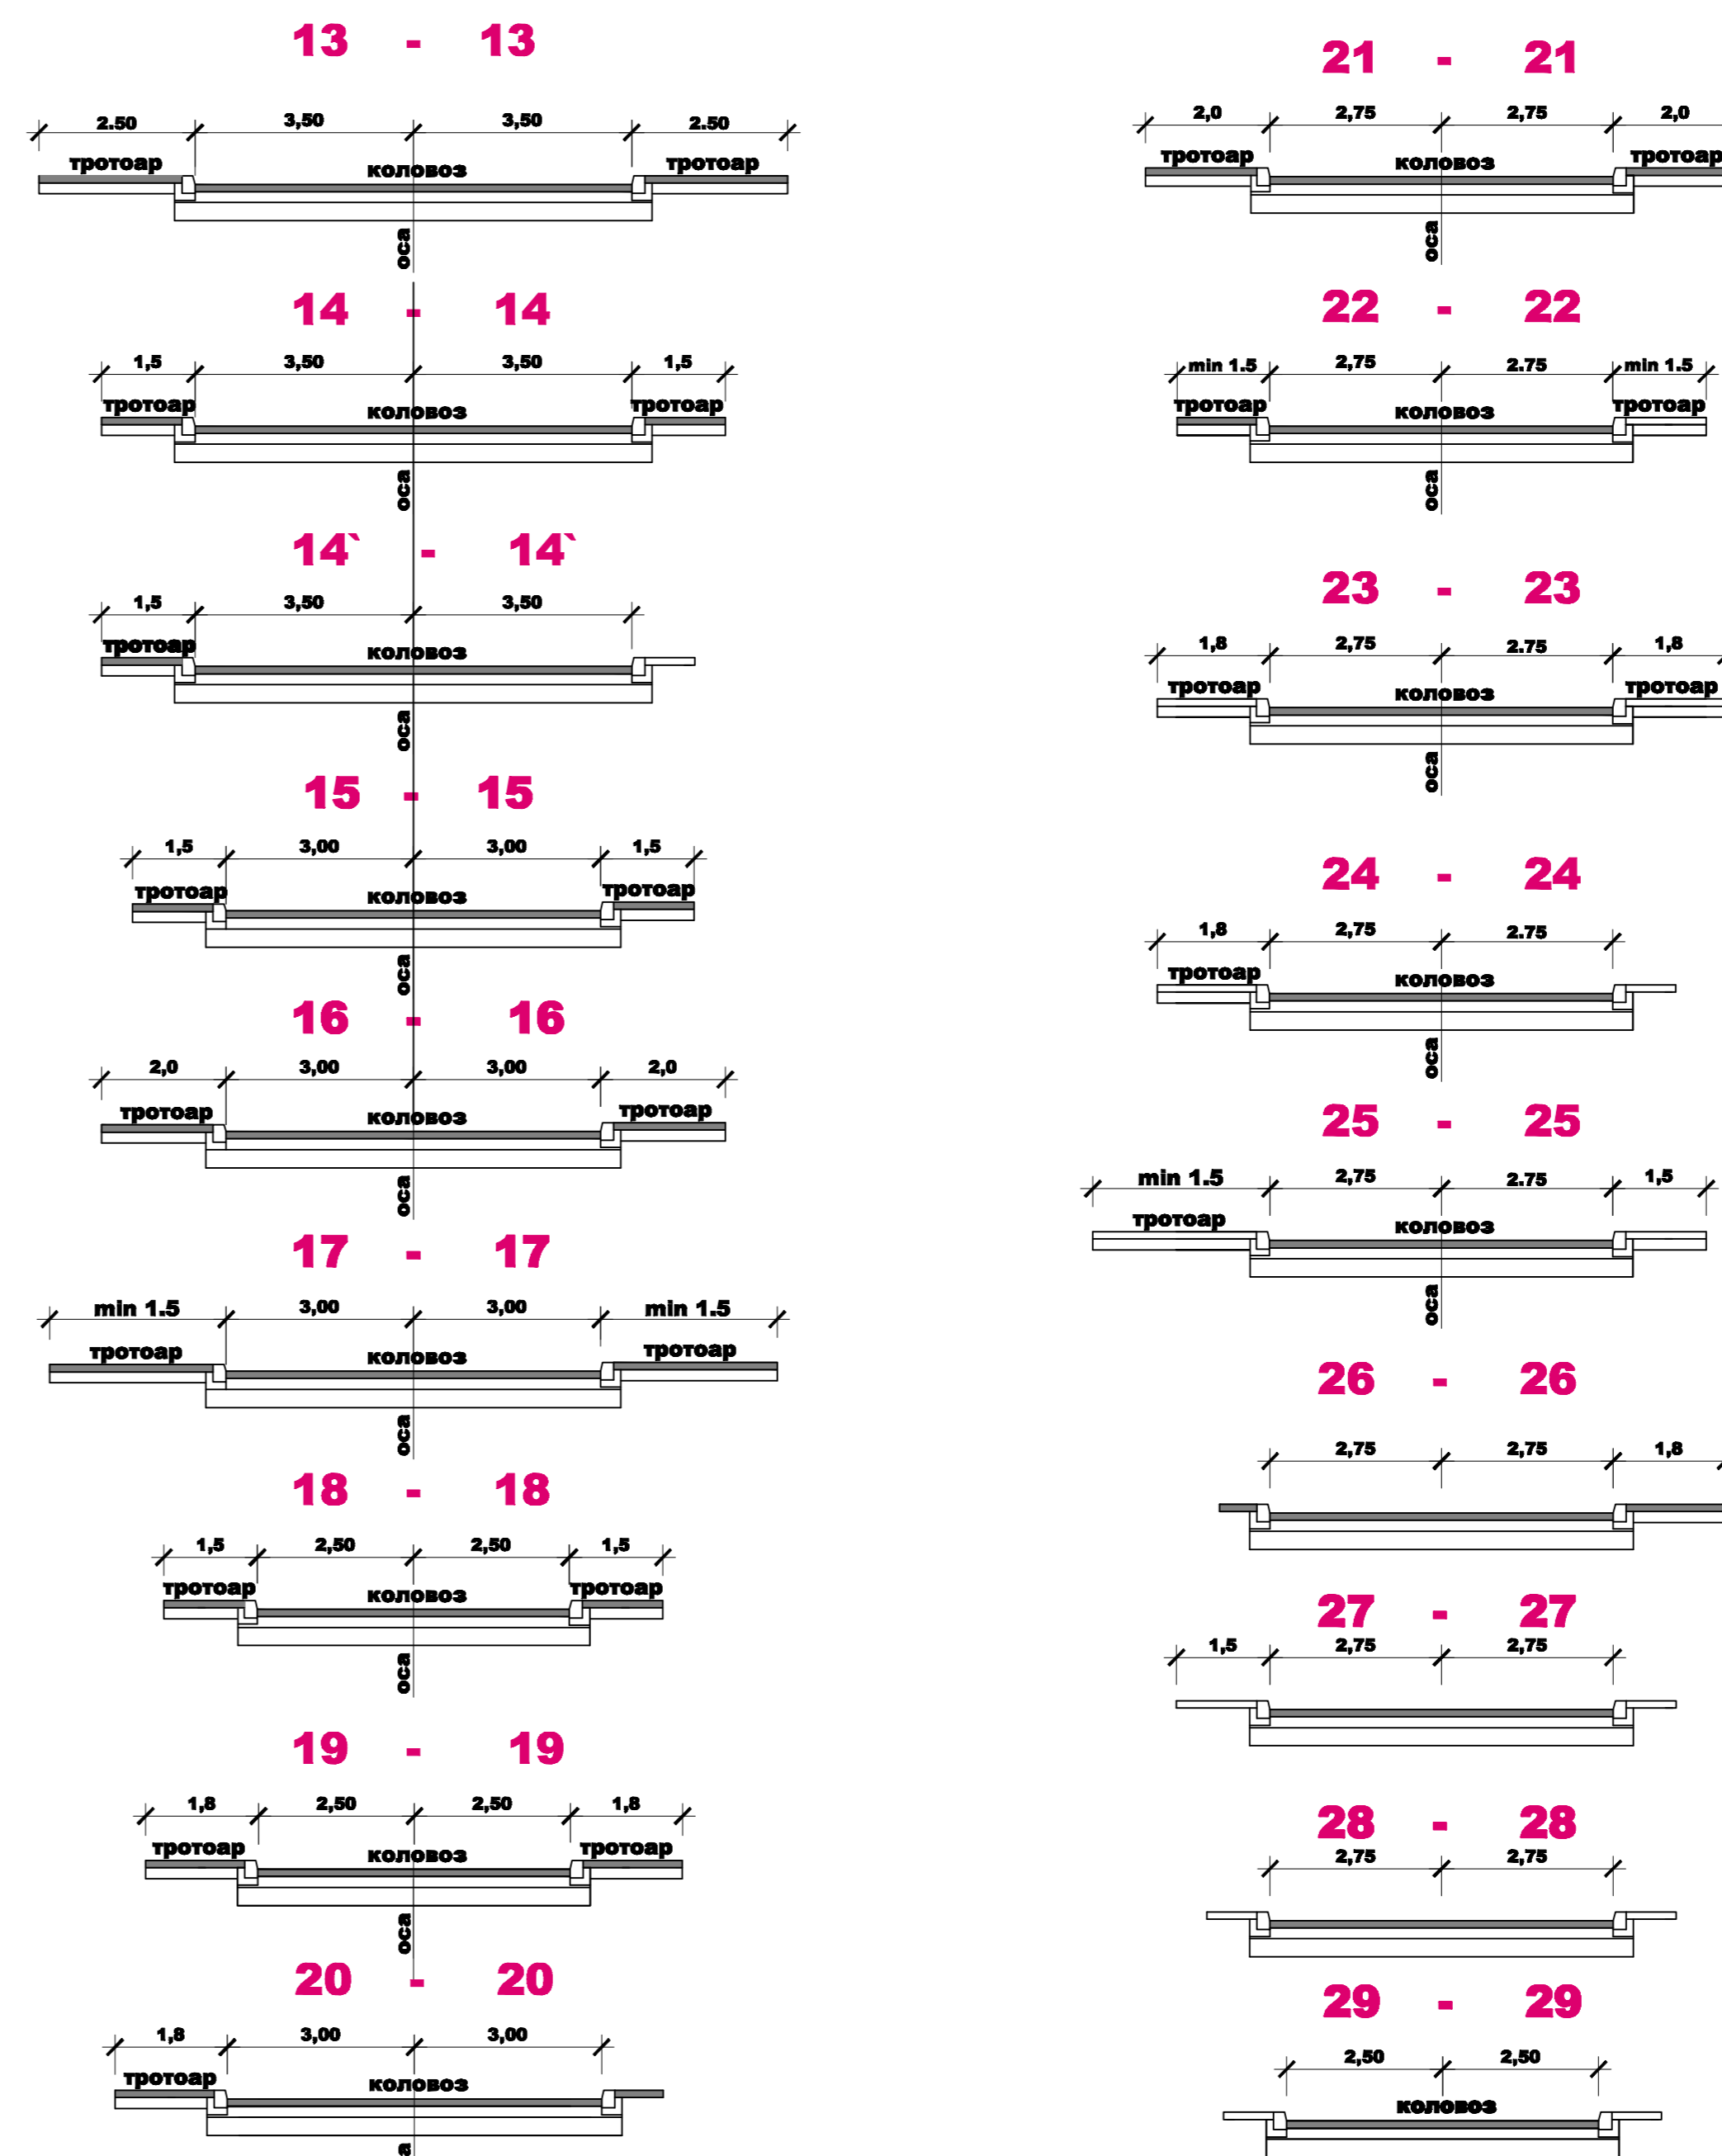 13 - 13
2.50 3,50 3,50 2.50
тротоар коловоз тротоар
оса
14 - 14
1,5 3,50 3,50 1,5
тротоар коловоз тротоар
оса
14` - 14`
1,5 3,50 3,50
тротоар коловоз
оса
15 - 15
1,5 3,00 3,00 1,5
тротоар коловоз тротоар
оса
16 - 16
2,0 3,00 3,00 2,0
тротоар коловоз тротоар
оса
17 - 17
min 1.5 3,00 3,00 min 1.5
тротоар коловоз тротоар
оса
18 - 18
1,5 2,50 2,50 1,5
тротоар коловоз тротоар
оса
19 - 19
1,8 2,50 2,50 1,8
тротоар коловоз тротоар
оса
20 - 20
1,8 3,00 3,00
тротоар коловоз
21 - 21
2,0 2,75 2,75 2,0
тротоар коловоз тротоар
оса
22 - 22
min 1.5 2,75 2.75 min 1.5
тротоар коловоз тротоар
оса
23 - 23
1,8 2,75 2.75 1,8
тротоар коловоз тротоар
оса
24 - 24
1,8 2,75 2.75
тротоар коловоз
оса
25 - 25
min 1.5 2,75 2.75 1,5
тротоар коловоз
оса
26 - 26
2,75 2,75 1,8
27 - 27
1,5 2,75 2,75
28 - 28
2,75 2,75
29 - 29
2,50 2,50
коловоз